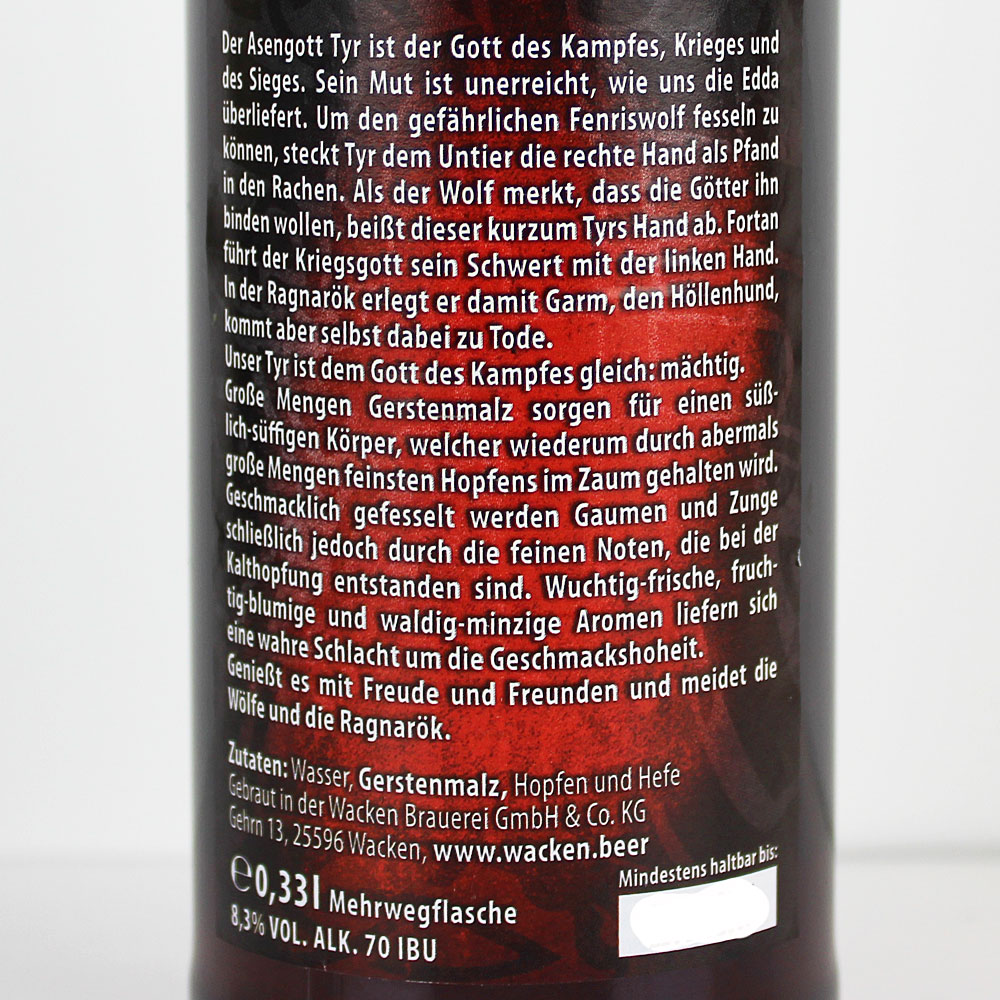 Der Asengott Tyr ist der Gott des Kampfes, Krieges und
des Sieges. Sein Mut ist unerreicht, wie uns die Edda
überliefert. Um den gefährlichen Fenriswolf fesseln zu
können, steckt Tyr dem Untier die rechte Hand als Pfand
in den Rachen. Als der Wolf merkt, dass die Götter ihn
binden wollen, beißt dieser kurzum Tyrs Hand ab. Fortan
führt der Kriegsgott sein Schwert mit der linken Hand.
In der Ragnarök erlegt er damit Garm, den Höllenhund,
kommt aber selbst dabei zu Tode.
Unser Tyr ist dem Gott des Kampfes gleich: mächtig.
Große Mengen Gerstenmalz sorgen für einen süß-
lich-süffigen Körper, welcher wiederum durch abermals
große Mengen feinsten Hopfens im Zaum gehalten wird.
Geschmacklich gefesselt werden Gaumen und Zunge
schließlich jedoch durch die feinen Noten, die bei der
Kalthopfung entstanden sind. Wuchtig-frische, fruch-
tig-blumige und waldig-minzige Aromen liefern sich
eine wahre Schlacht um die Geschmackshoheit.
Genießt es mit Freude und Freunden und meidet die
Wölfe und die Ragnarök.
Zutaten: Wasser, Gerstenmalz, Hopfen und Hefe
Gebraut in der Wacken Brauerei GmbH & Co. KG
Gehrn 13, 25596 Wacken, www.wacken.beer
℮0,33l Mehrwegflasche
8,3% VOL. ALK. 70 IBU
Mindestens haltbar bis: